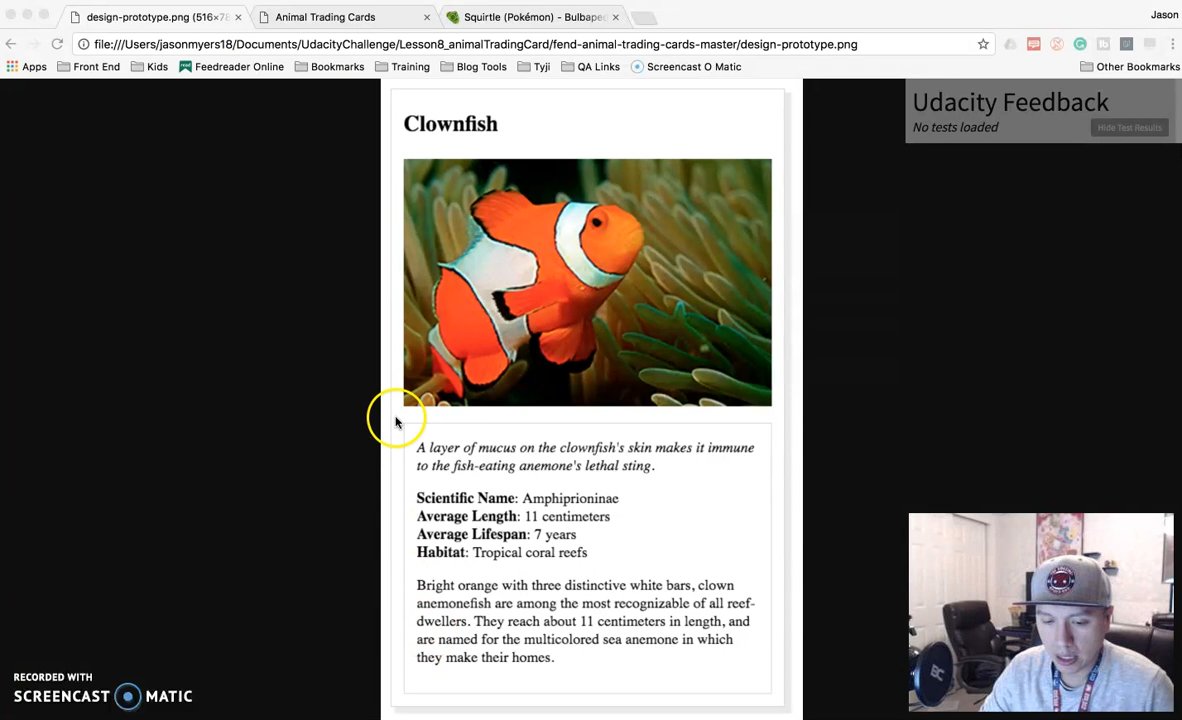 design-prototype.png (516×78
Animal Trading Cards
Squirtle (Pokémon) - Bulbaped
Jason
file:///Users/jasonmyers18/Documents/UdacityChallenge/Lesson8_animalTradingCard/fend-animal-trading-cards-master/design-prototype.png
Apps
Front End
Kids
Feedreader Online
Bookmarks
Training
Blog Tools
Tyji
QA Links
Screencast O Matic
Other Bookmarks
Udacity Feedback
No tests loaded
Hide Test Results
Clownfish
A layer of mucus on the clownfish's skin makes it immune
to the fish-eating anemone's lethal sting.
Scientific Name: Amphiprioninae
Average Length: 11 centimeters
Average Lifespan: 7 years
Habitat: Tropical coral reefs
Bright orange with three distinctive white bars, clown
anemonefish are among the most recognizable of all reef-
dwellers. They reach about 11 centimeters in length, and
are named for the multicolored sea anemone in which
they make their homes.
RECORDED WITH
SCREENCAST MATIC